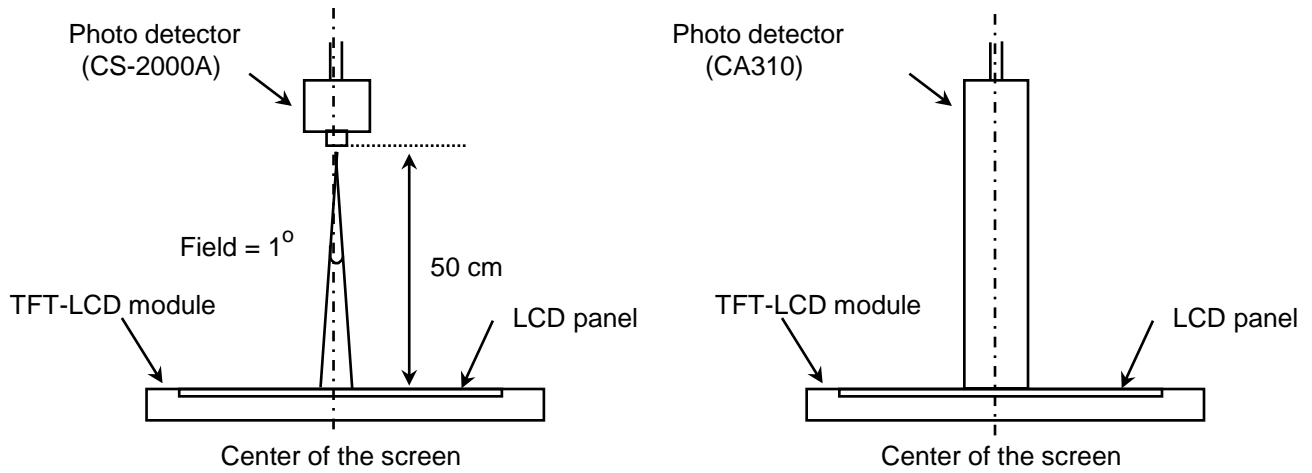 Photo detector
(CS-2000A)
Field = 1o
50 cm
TFT-LCD module
LCD panel
Center of the screen
Photo detector
(CA310)
TFT-LCD module
LCD panel
Center of the screen